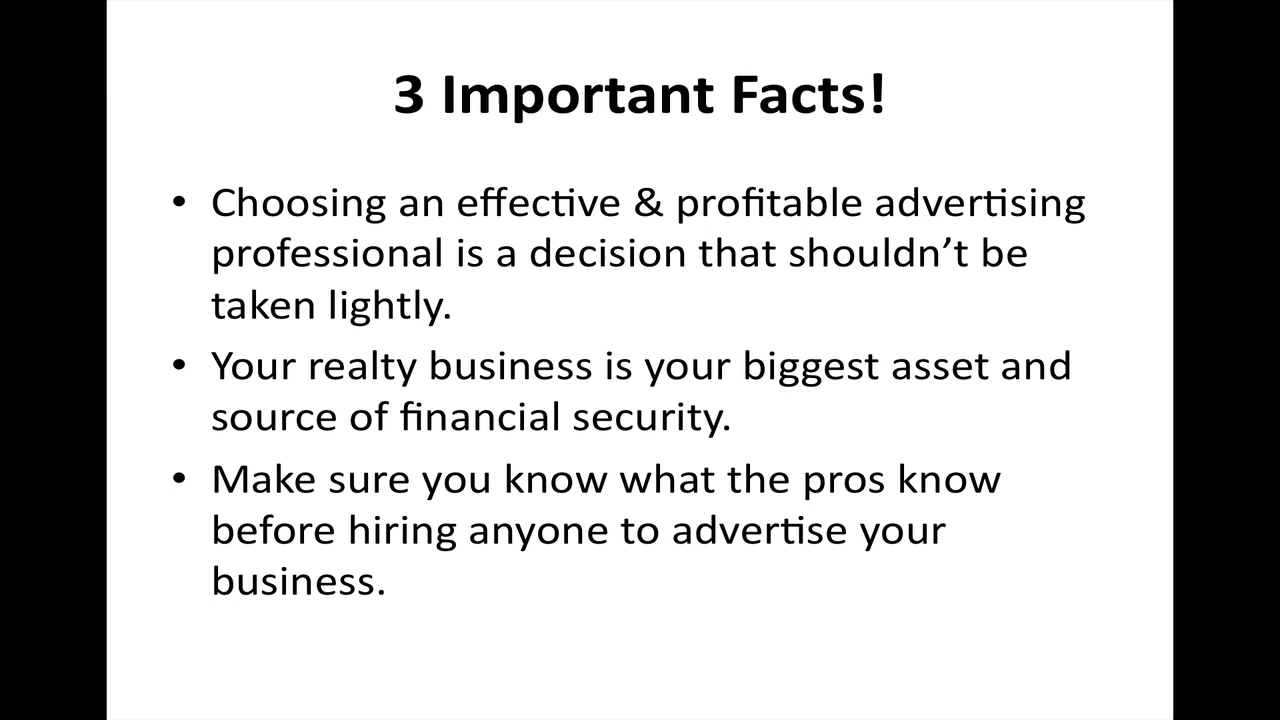 3 Important Facts!
• Choosing an effective & profitable advertising
professional is a decision that shouldn’t be
taken lightly.
• Your realty business is your biggest asset and
source of financial security.
• Make sure you know what the pros know
before hiring anyone to advertise your
business.